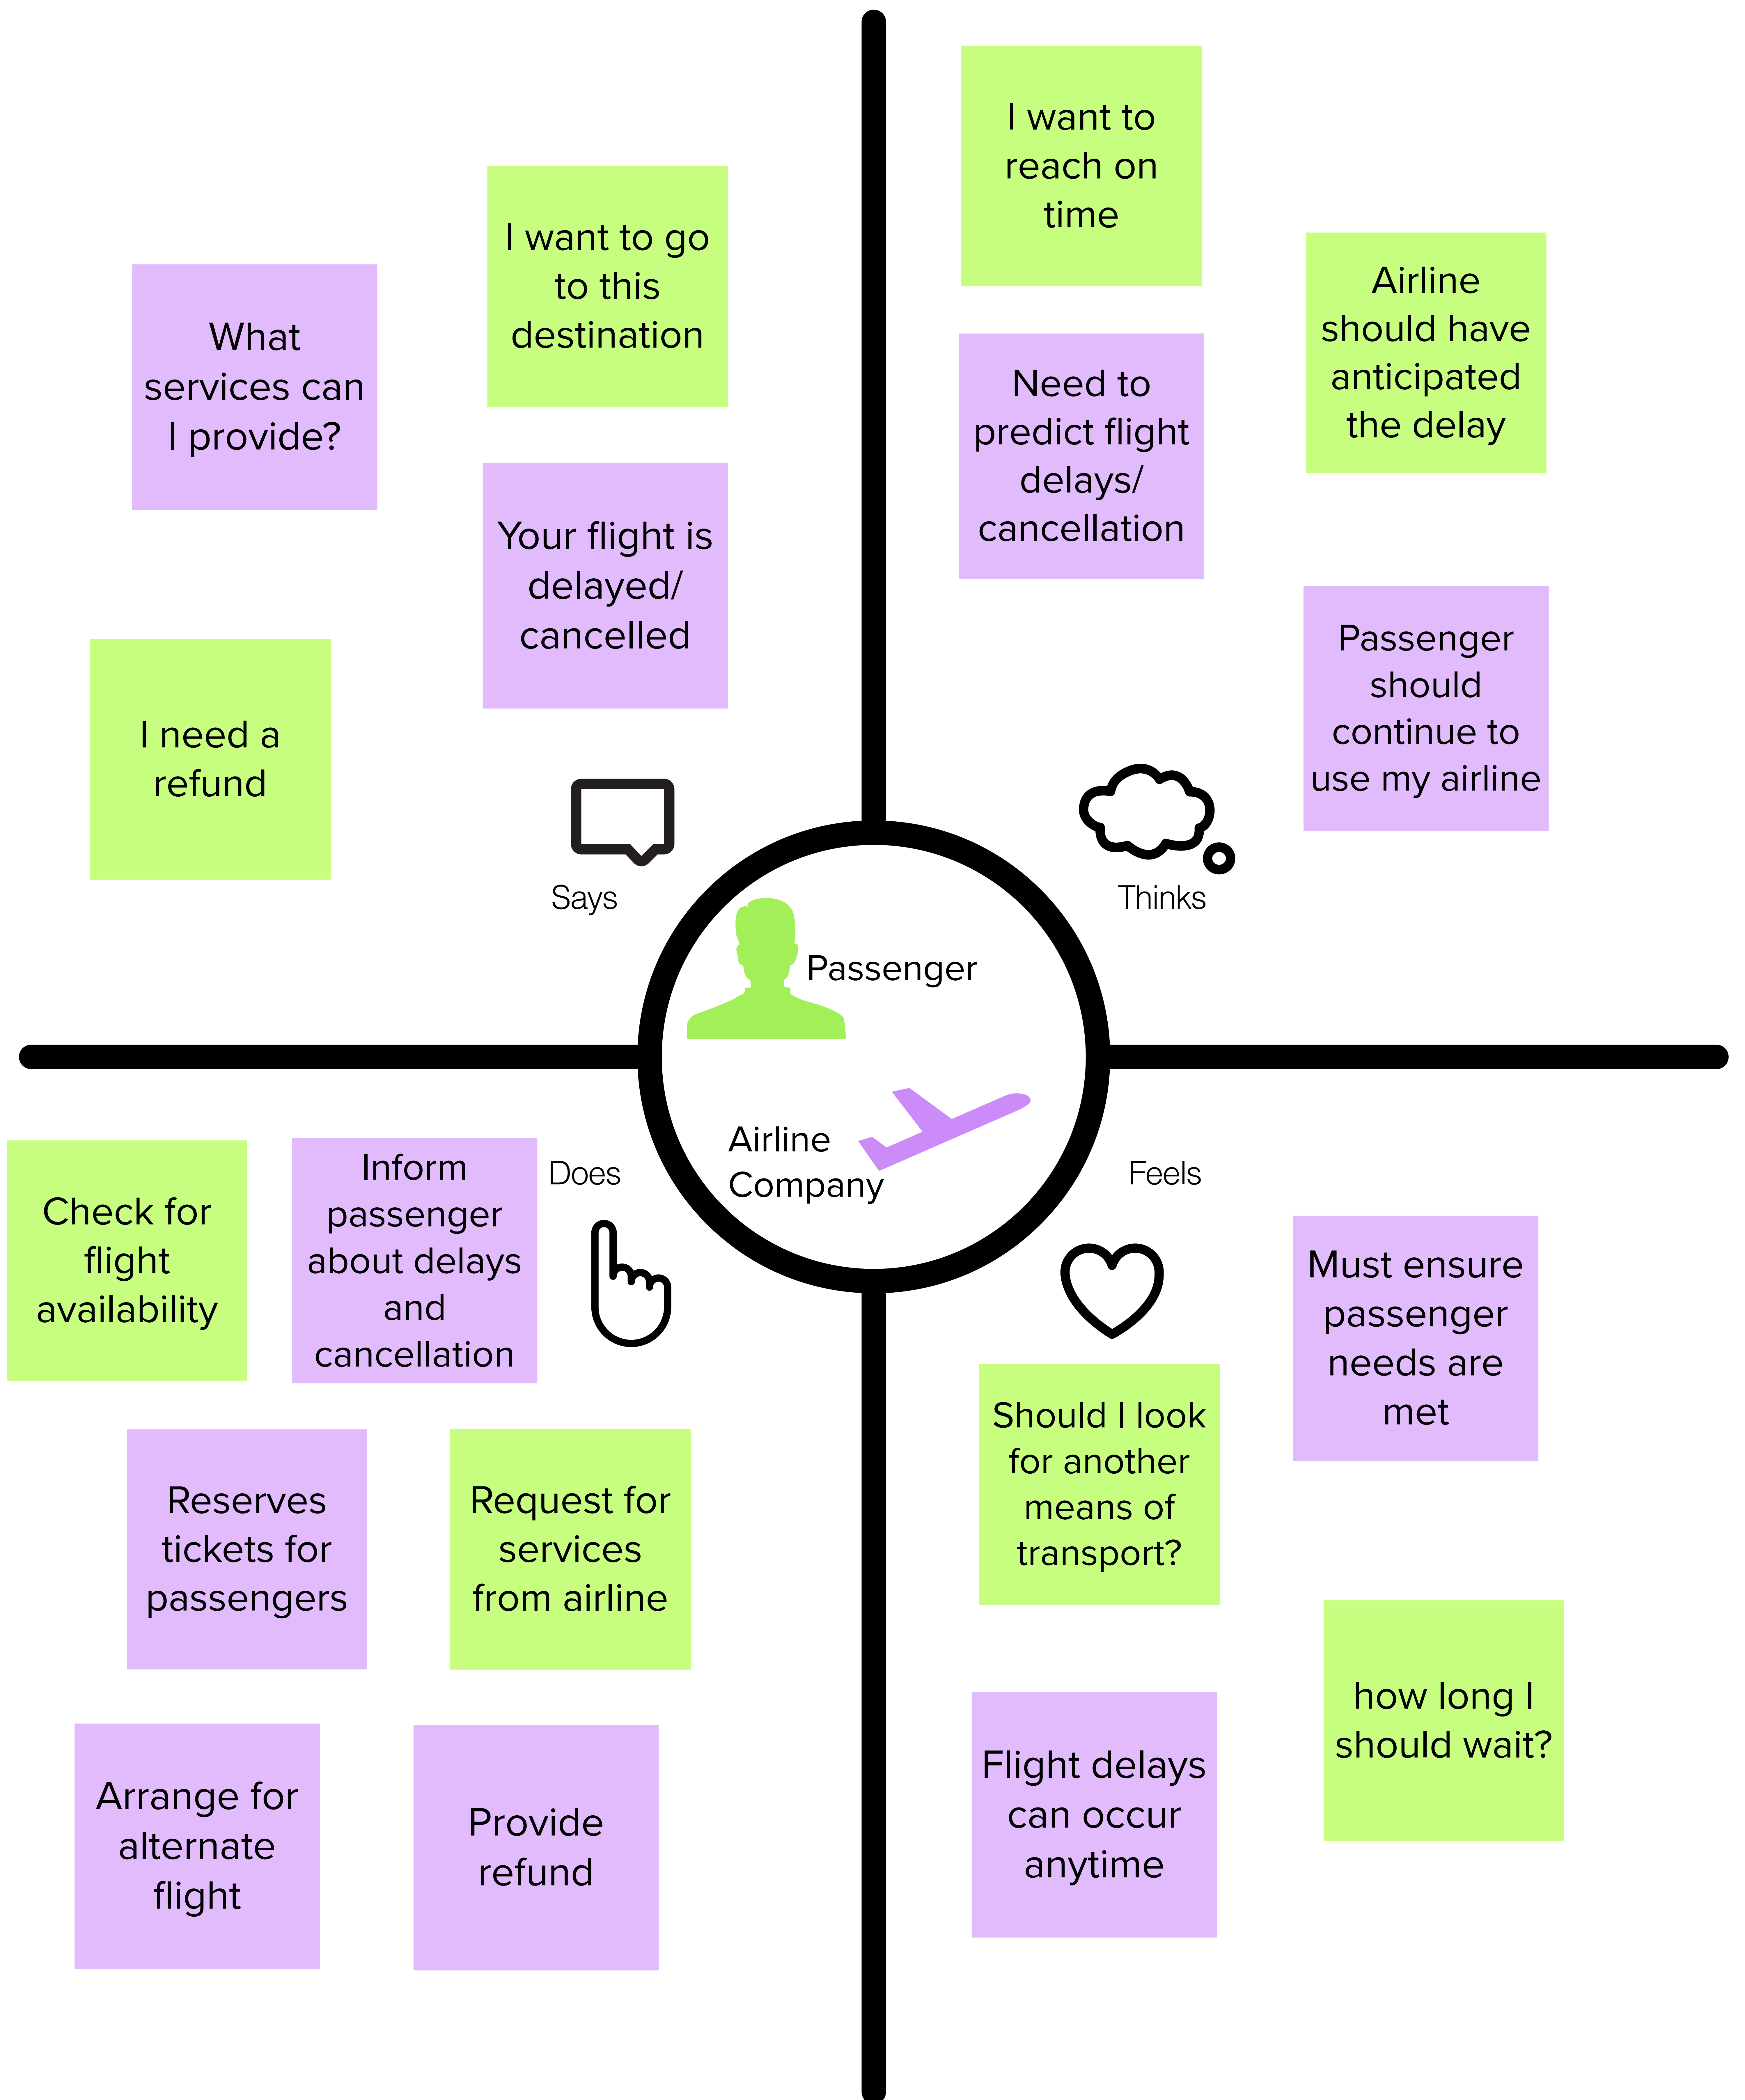 What
services can
I provide?
I want to go
to this
destination
Your flight is
delayed/
cancelled
I need a
refund
Says
I want to
reach on
time
Airline
should have
anticipated
the delay
Need to
predict flight
delays/
cancellation
Passenger
should
continue to
use my airline
Thinks
Passenger
Airline
Company
Does
Check for
flight
availability
Inform
passenger
about delays
and
cancellation
Reserves
tickets for
passengers
Request for
services
from airline
Arrange for
alternate
flight
Provide
refund
Feels
Must ensure
passenger
needs are
met
Should I look
for another
means of
transport?
how long I
should wait?
Flight delays
can occur
anytime